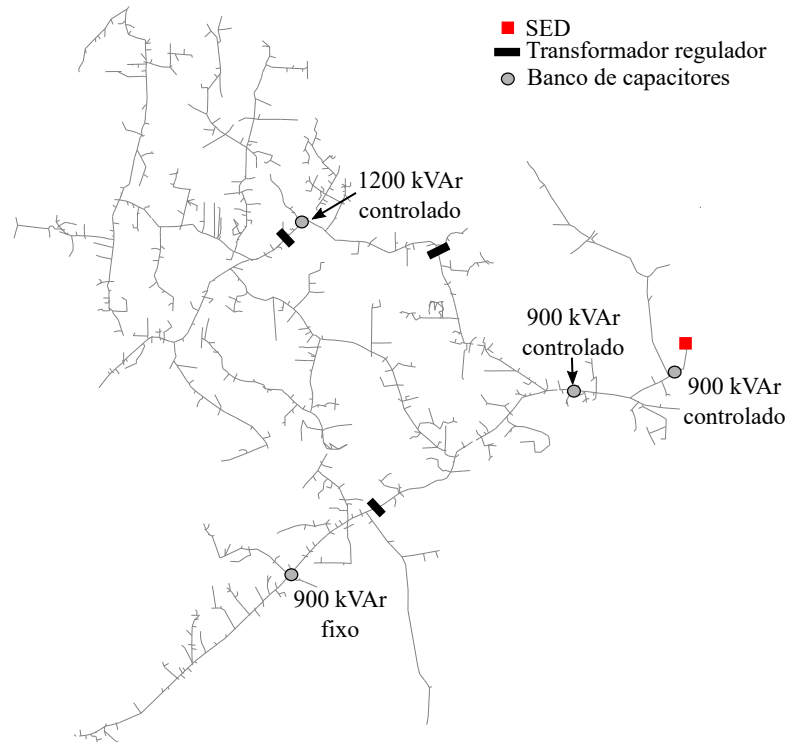 SED
Transformador regulador
Banco de capacitores
1200 kVAr
controlado
900 kVAr
controlado
900 kVAr
controlado
900 kVAr
fixo